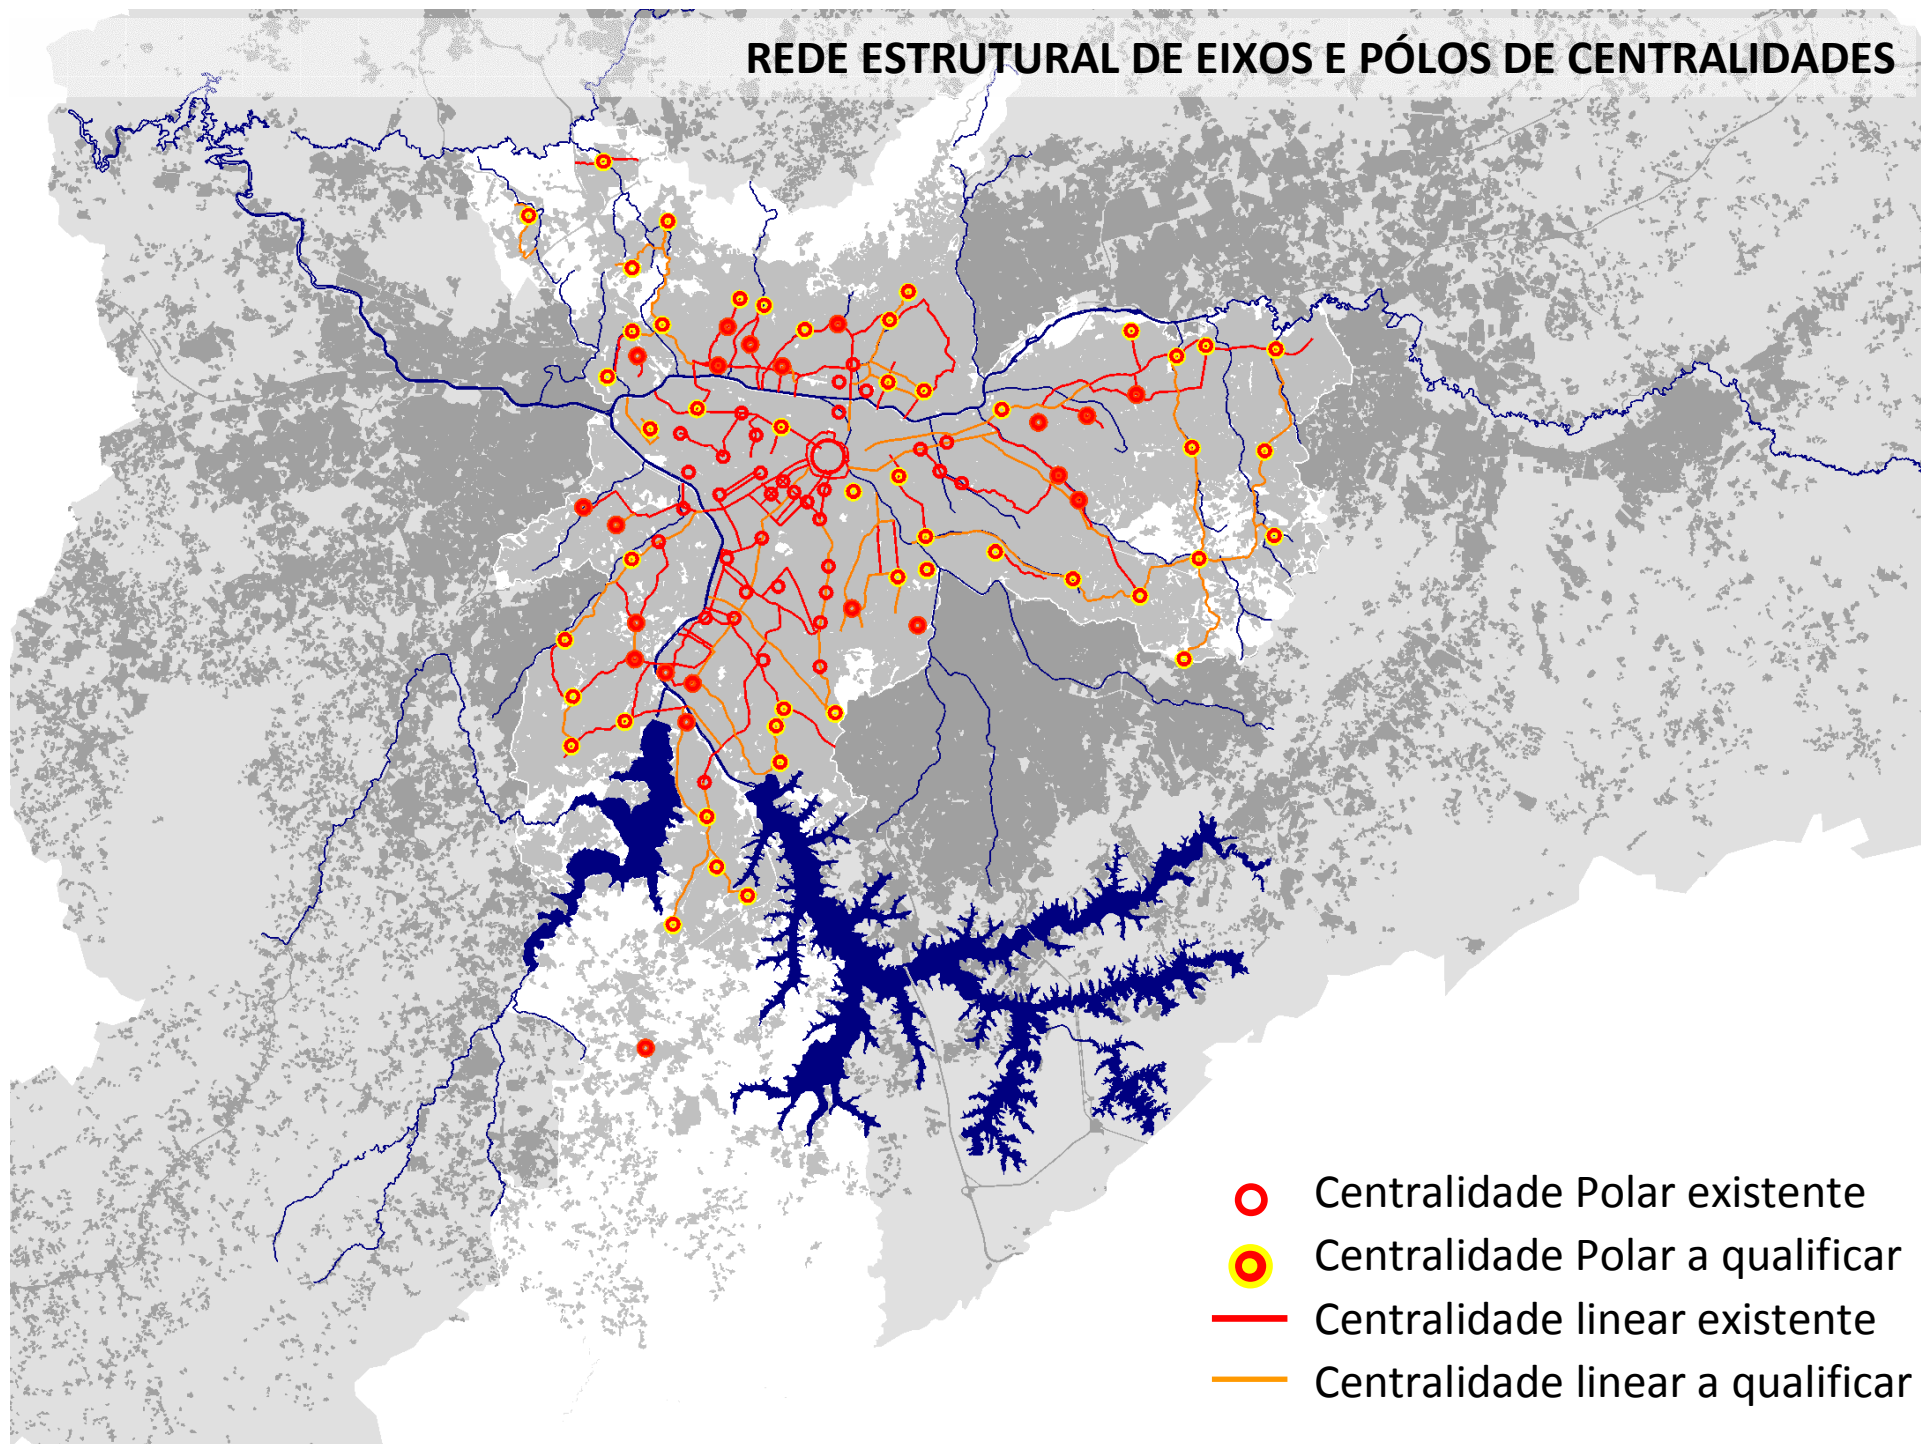 REDE ESTRUTURAL DE EIXOS E PÓLOS DE CENTRALIDADES
Centralidade Polar existente
Centralidade Polar a qualificar
Centralidade linear existente
Centralidade linear a qualificar